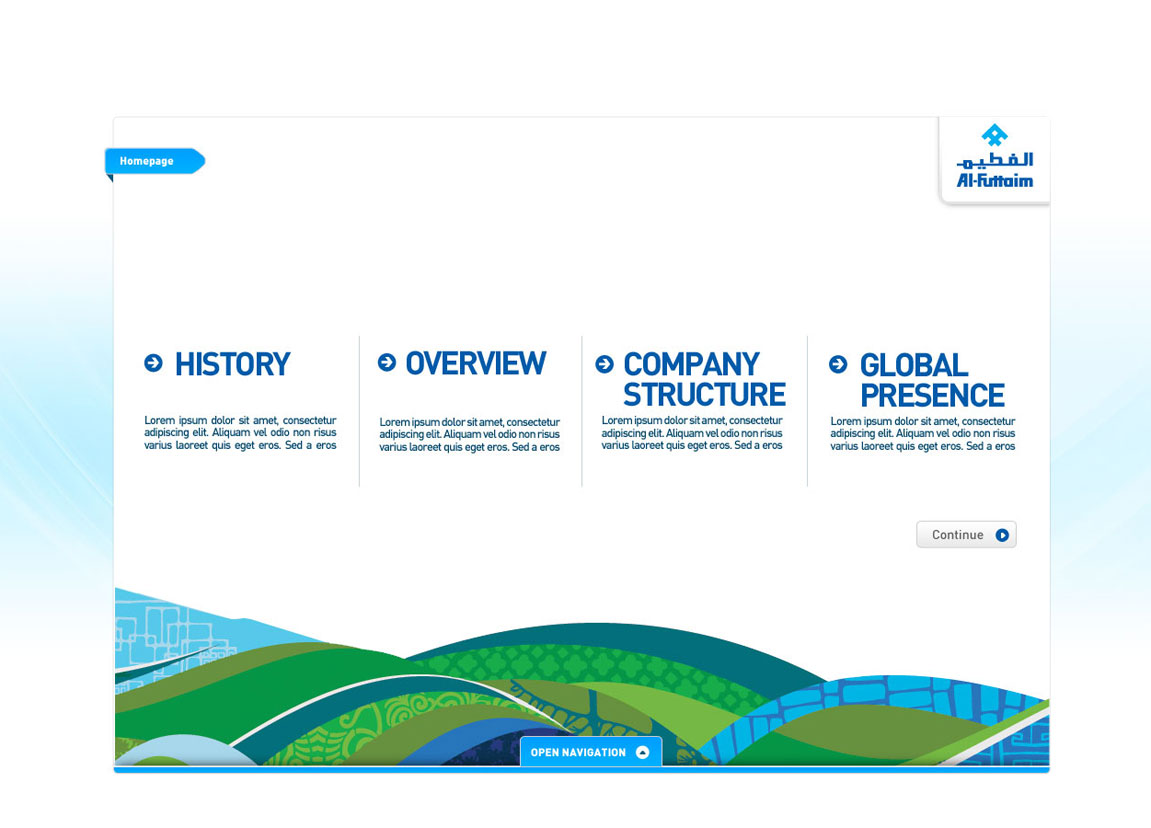 Homepage
الفطيم
Al-Futtaim
HISTORY
Lorem ipsum dolor sit amet, consectetur
adipiscing elit. Aliquam vel odio non risus
varius laoreet quis eget eros. Sed a eros
OVERVIEW
Lorem ipsum dolor sit amet, consectetur
adipiscing elit. Aliquam vel odio non risus
varius laoreet quis eget eros. Sed a eros
COMPANY
STRUCTURE
Lorem ipsum dolor sit amet, consectetur
adipiscing elit. Aliquam vel odio non risus
varius laoreet quis eget eros. Sed a eros
GLOBAL
PRESENCE
Lorem ipsum dolor sit amet, consectetur
adipiscing elit. Aliquam vel odio non risus
varius laoreet quis eget eros. Sed a eros
Continue
OPEN NAVIGATION